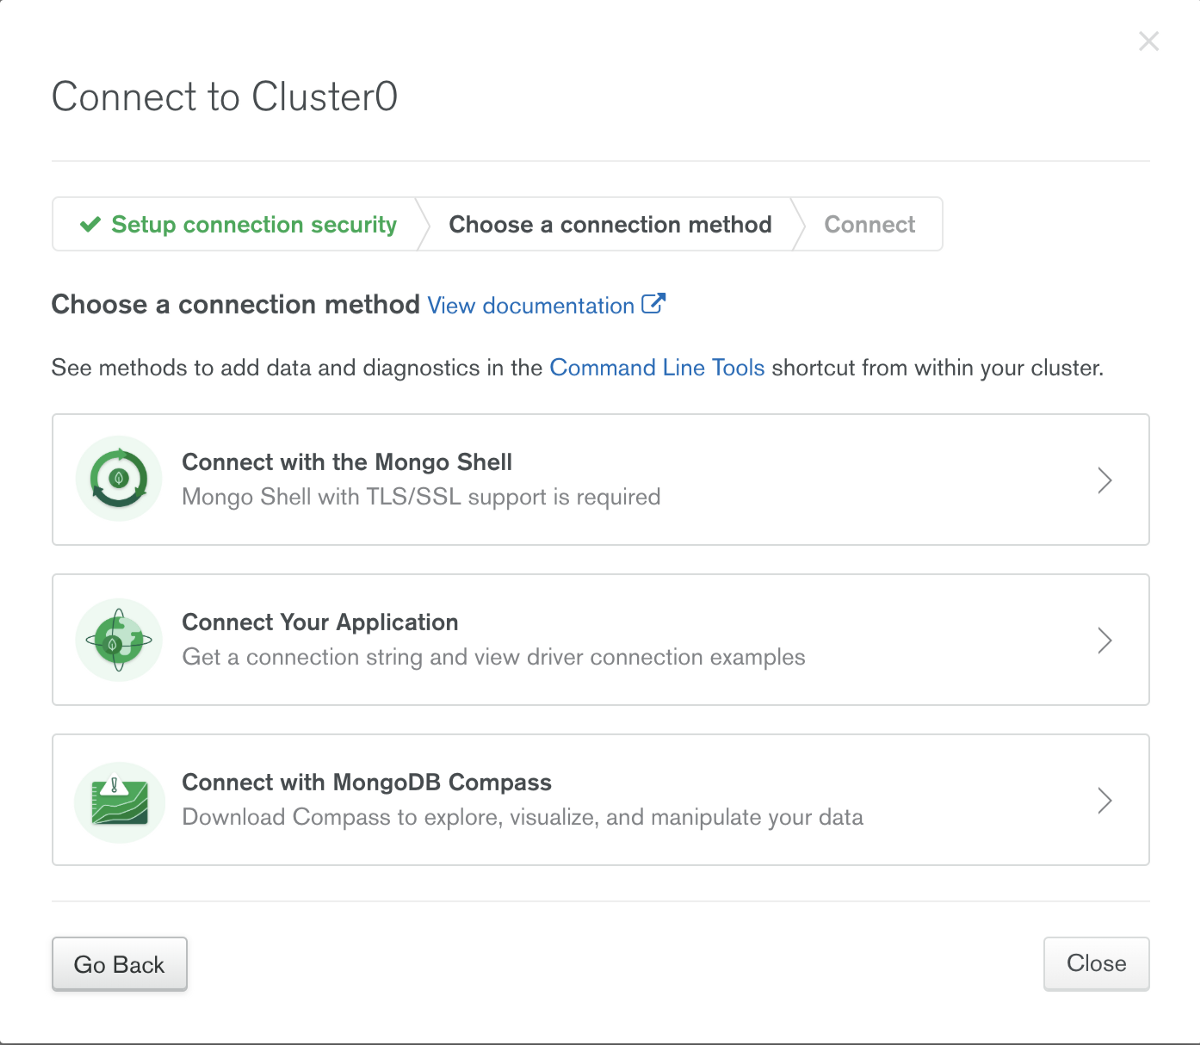 Connect to Cluster0
Setup connection security
Choose a connection method
Connect
Choose a connection method View documentation
See methods to add data and diagnostics in the Command Line Tools shortcut from within your cluster.
Connect with the Mongo Shell
Mongo Shell with TLS/SSL support is required
Connect Your Application
Get a connection string and view driver connection examples
Connect with MongoDB Compass
Download Compass to explore, visualize, and manipulate your data
Go Back
Close